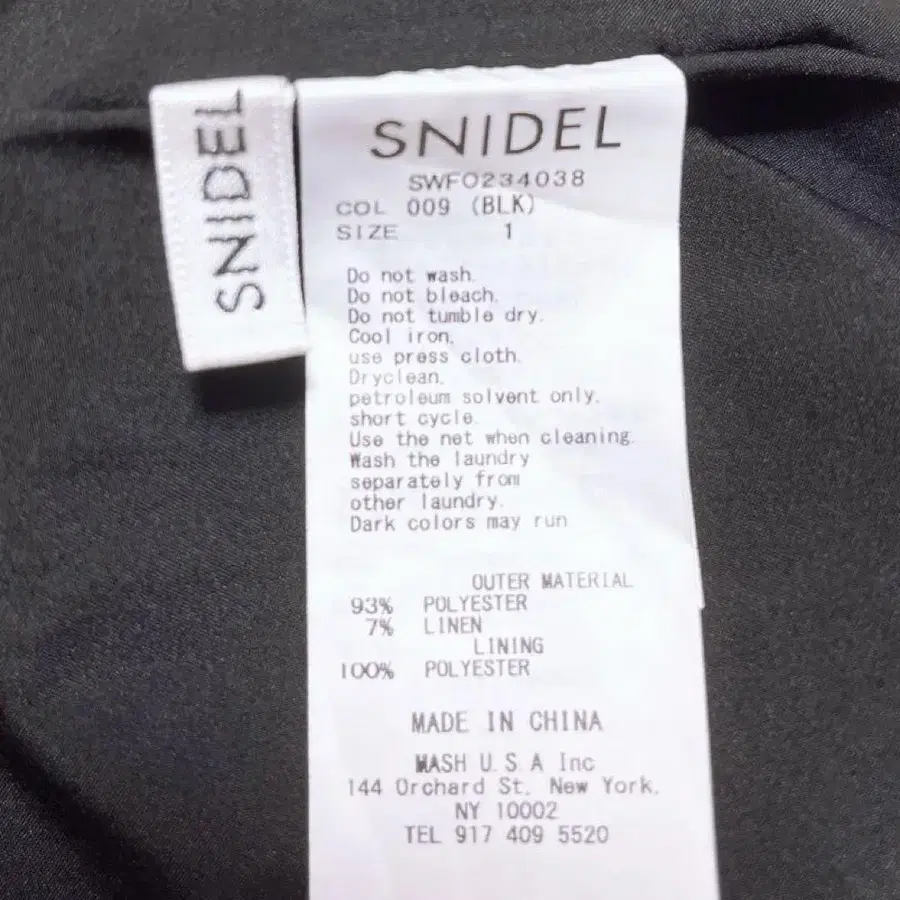 SNIDEL
SNIDEL
SWFO234038
COL 009 (BLK)
SIZE 1
Do not wash.
Do not bleach.
Do not tumble dry.
Cool iron,
use press cloth.
Dryclean,
petroleum solvent only,
short cycle.
Use the net when cleaning.
Wash the laundry
separately from
other laundry.
Dark colors may run
OUTER MATERIAL
93% POLYESTER
7% LINEN
LINING
100% POLYESTER
MADE IN CHINA
MASH U.S.A Inc
144 Orchard St. New York,
NY 10002
TEL 917 409 5520